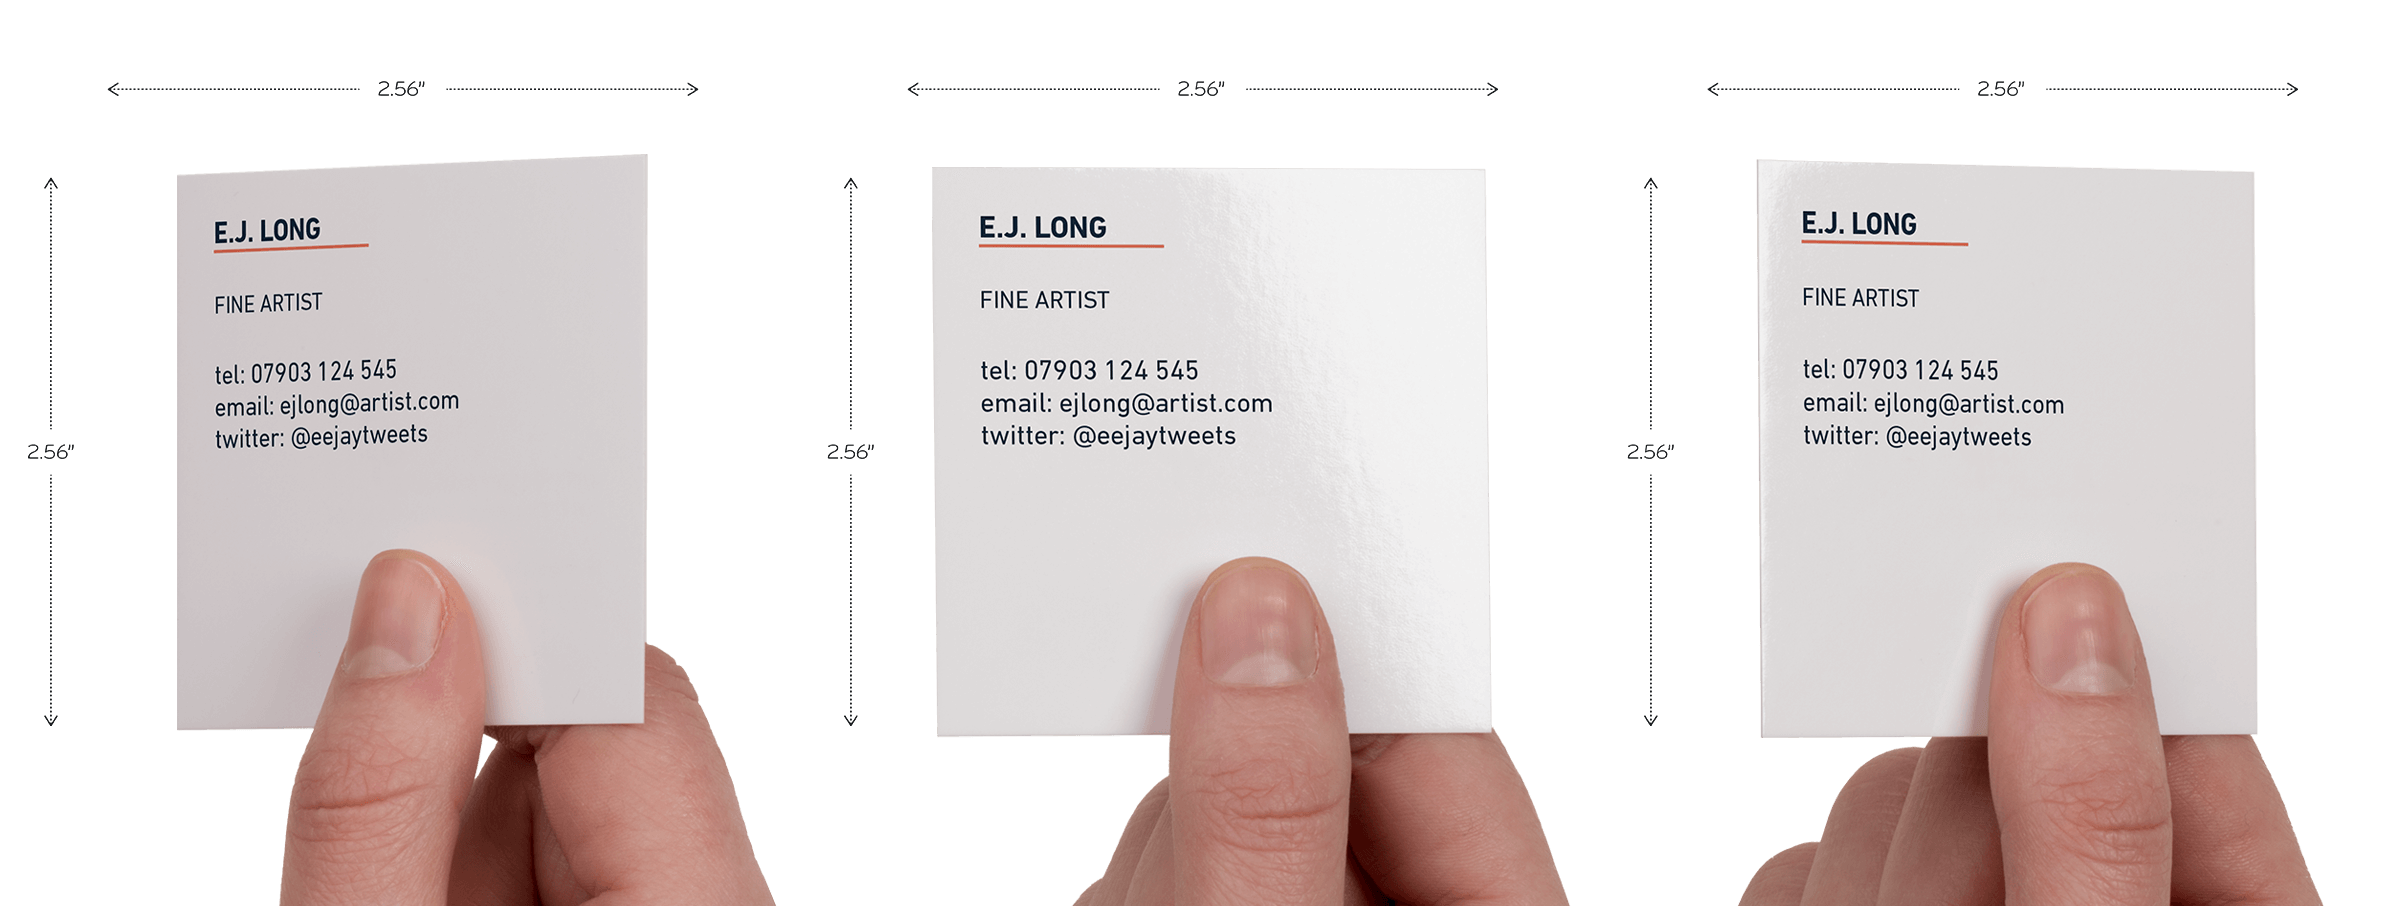 2.56”
2.56”
E.J. LONG
FINE ARTIST
tel: 07903 124 545
email: ejlong@artist.com
twitter: @eejaytweets
2.56”
2.56”
E.J. LONG
FINE ARTIST
tel: 07903 124 545
email: ejlong@artist.com
twitter: @eejaytweets
2.56”
2.56”
E.J. LONG
FINE ARTIST
tel: 07903 124 545
email: ejlong@artist.com
twitter: @eejaytweets